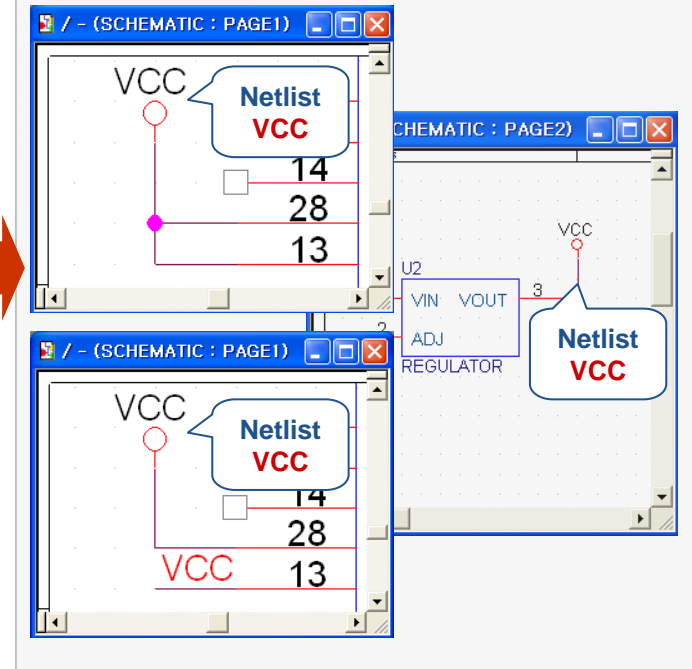 / - (SCHEMATIC : PAGE1)
VCC
Netlist
VCC
14
28
13
CHEMATIC : PAGE2)
VCC
U2
VIN VOUT
3
2
ADJ
REGULATOR
Netlist
VCC
/ - (SCHEMATIC : PAGE1)
VCC
Netlist
VCC
14
28
VCC 13